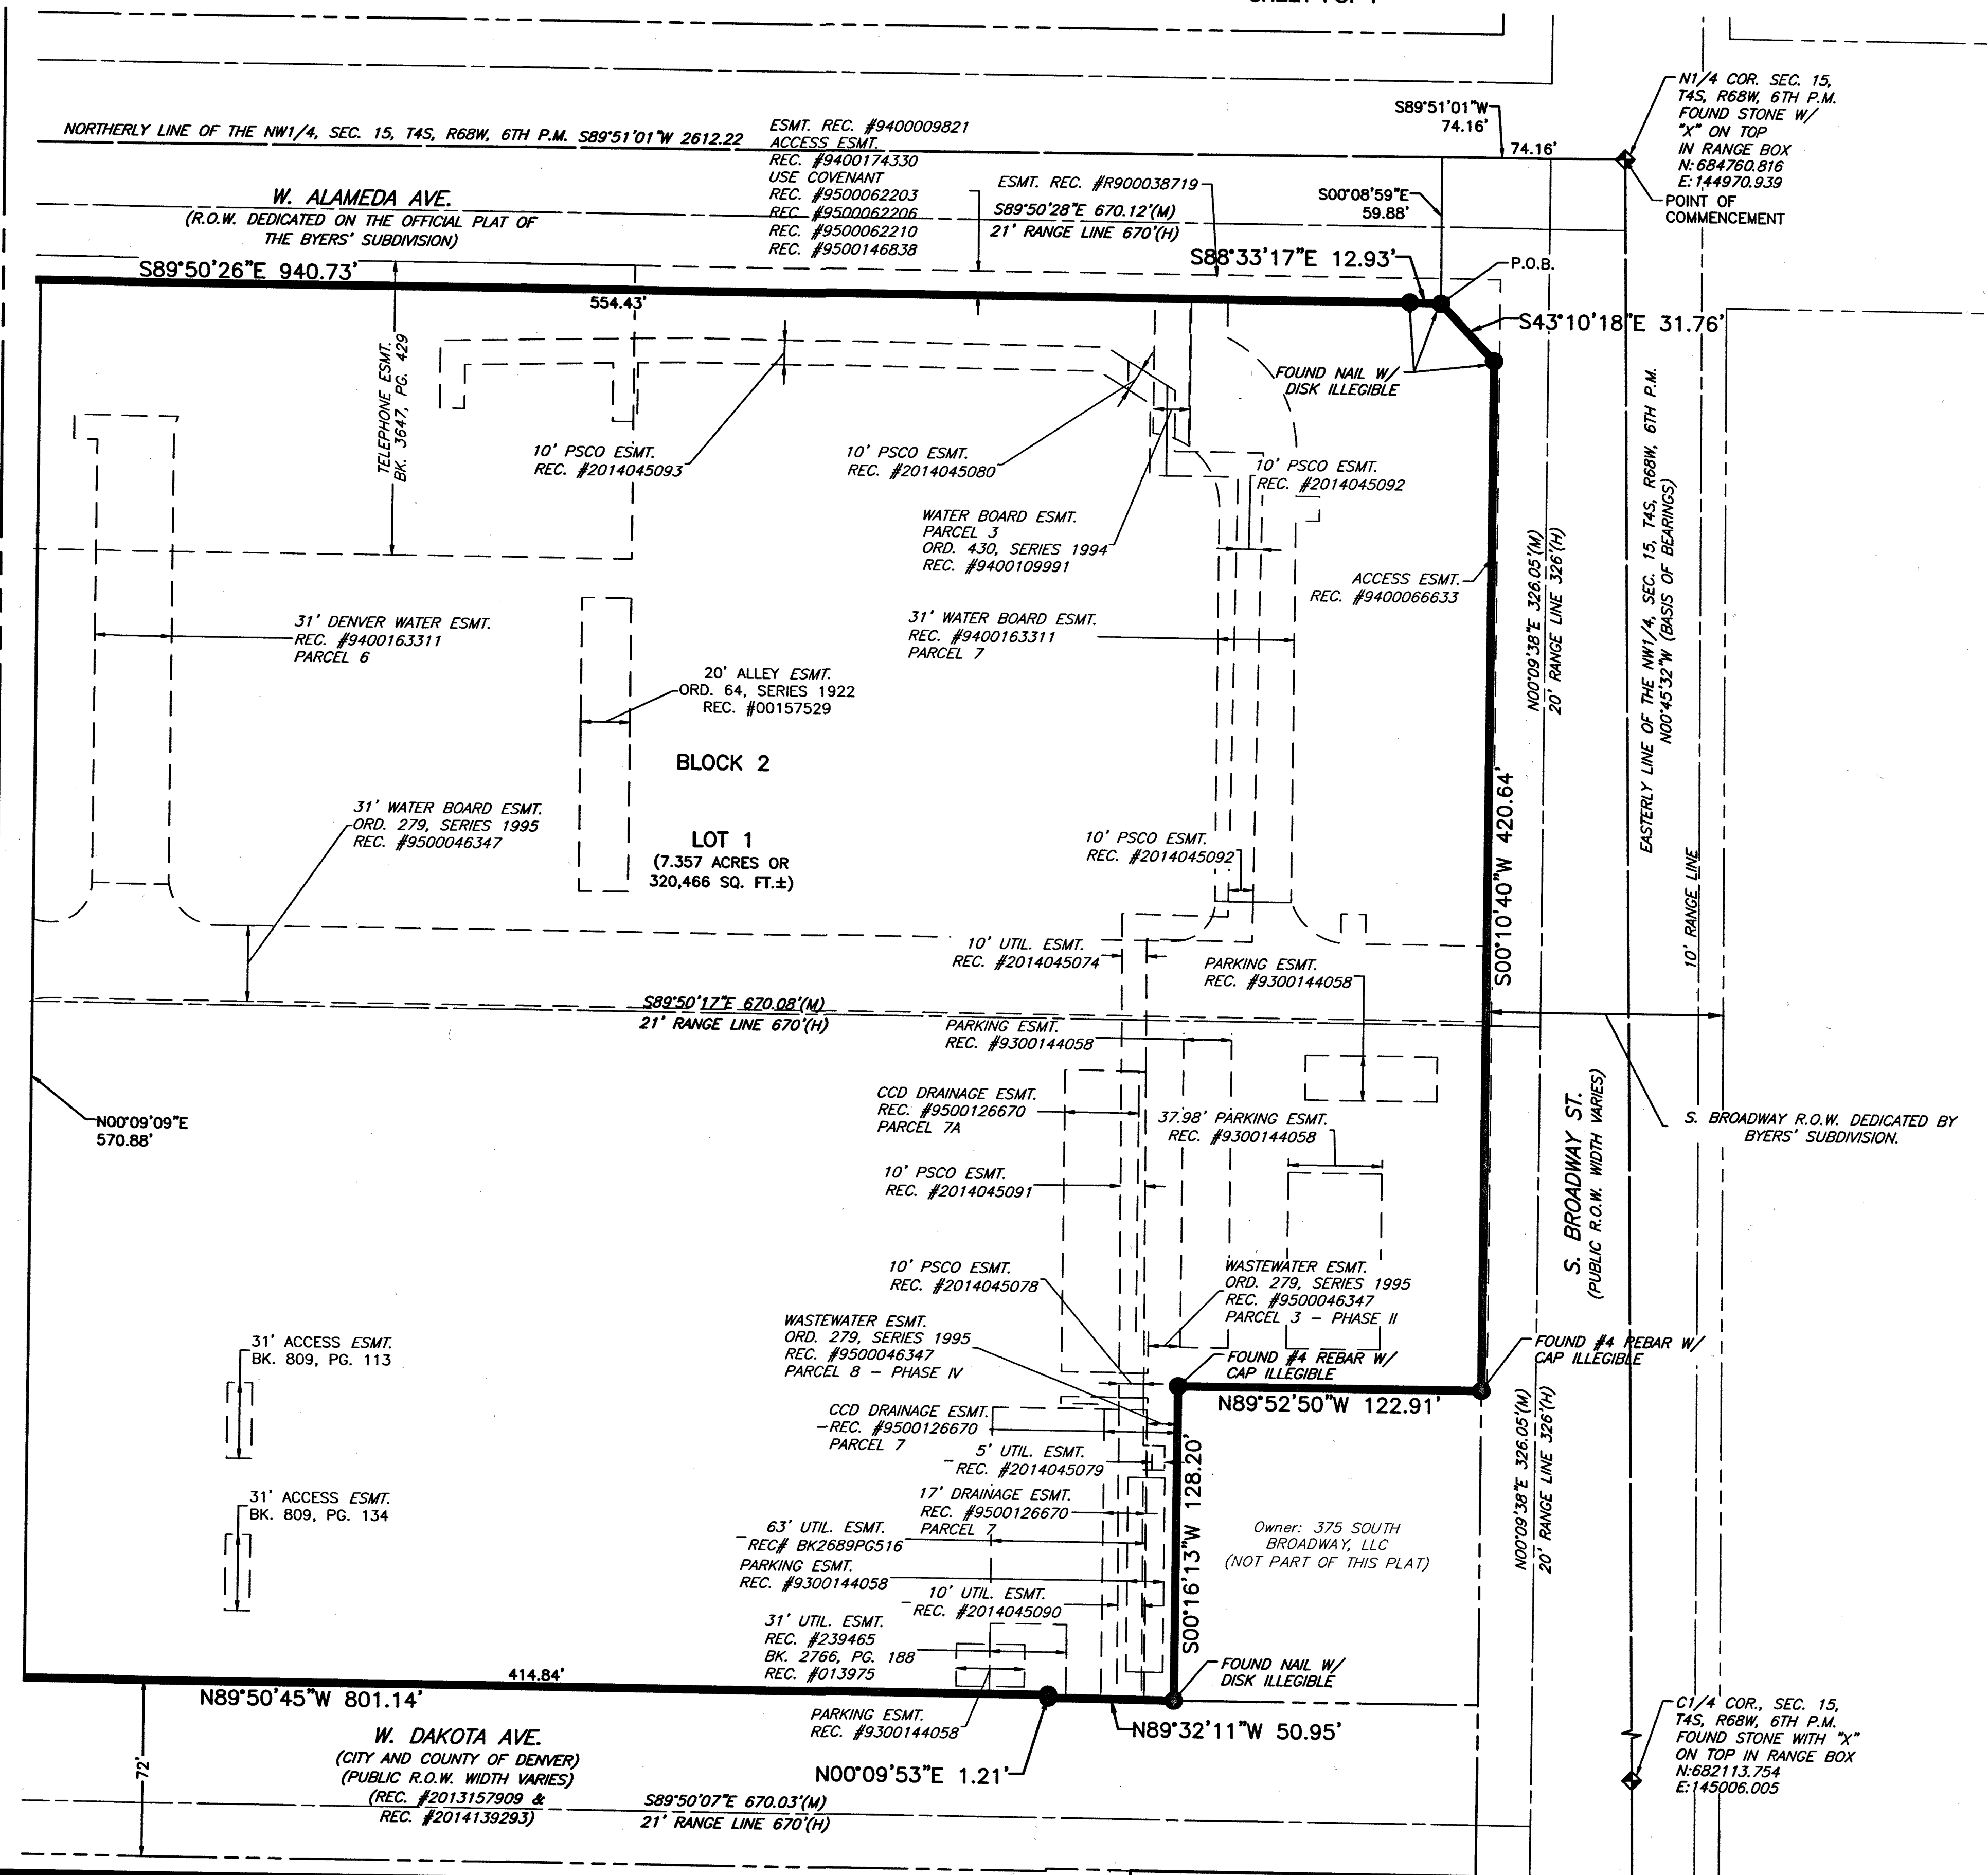 N1/4 COR. SEC. 15,
T4S, R68W, 6TH P.M.
FOUND STONE W/
"X" ON TOP
IN RANGE BOX
N: 684760.816
E: 144970.939
POINT OF
COMMENCEMENT
S89°51'01"W
74.16'
74.16'
NORTHERLY LINE OF THE NW1/4, SEC. 15, T4S, R68W, 6TH P.M. S89°51'01"W 2612.22
ESMT. REC. #9400009821
ACCESS ESMT.
REC. #9400174330
USE COVENANT
REC. #9500062203
REC. #9500062206
REC. #9500062210
REC. #9500146838
W. ALAMEDA AVE.
(R.O.W. DEDICATED ON THE OFFICIAL PLAT OF
THE BYERS' SUBDIVISION)
ESMT. REC. #R900038719
S89°50'28"E 670.12'(M)
21' RANGE LINE 670'(H)
S00°08'59"E
59.88'
S88°33'17"E 12.93'
P.O.B.
S89°50'26"E 940.73'
554.43'
S43°10'18"E 31.76'
FOUND NAIL W/
DISK ILLEGIBLE
TELEPHONE ESMT.
BK. 3647, PG. 429
10' PSCO ESMT.
REC. #2014045093
10' PSCO ESMT.
REC. #2014045080
10' PSCO ESMT.
REC. #2014045092
WATER BOARD ESMT.
PARCEL 3
ORD. 430, SERIES 1994
REC. #9400109991
ACCESS ESMT.
REC. #9400066633
31' DENVER WATER ESMT.
REC. #9400163311
PARCEL 6
31' WATER BOARD ESMT.
REC. #9400163311
PARCEL 7
20' ALLEY ESMT.
ORD. 64, SERIES 1922
REC. #00157529
BLOCK 2
LOT 1
(7.357 ACRES OR
320,466 SQ. FT.±)
31' WATER BOARD ESMT.
ORD. 279, SERIES 1995
REC. #9500046347
10' PSCO ESMT.
REC. #2014045092
N00°09'38"E 326.05'(M)
20' RANGE LINE 326'(H)
EASTERLY LINE OF THE NW1/4, SEC. 15, T4S, R68W, 6TH P.M.
N00°45'32"W (BASIS OF BEARINGS)
10' RANGE LINE
S00°10'40"W 420.64'
10' UTIL. ESMT.
REC. #2014045074
PARKING ESMT.
REC. #9300144058
S89°50'17"E 670.08'(M)
21' RANGE LINE 670'(H)
PARKING ESMT.
REC. #9300144058
N00°09'09"E
570.88'
CCD DRAINAGE ESMT.
REC. #9500126670
PARCEL 7A
37.98' PARKING ESMT.
REC. #9300144058
S. BROADWAY ST.
(PUBLIC R.O.W. WIDTH VARIES)
S. BROADWAY R.O.W. DEDICATED BY
BYERS' SUBDIVISION.
10' PSCO ESMT.
REC. #2014045091
10' PSCO ESMT.
REC. #2014045078
WASTEWATER ESMT.
ORD. 279, SERIES 1995
REC. #9500046347
PARCEL 3 - PHASE II
WASTEWATER ESMT.
ORD. 279, SERIES 1995
REC. #9500046347
PARCEL 8 - PHASE IV
31' ACCESS ESMT.
BK. 809, PG. 113
FOUND #4 REBAR W/
CAP ILLEGIBLE
FOUND #4 REBAR W/
CAP ILLEGIBLE
N89°52'50"W 122.91'
CCD DRAINAGE ESMT.
REC. #9500126670
PARCEL 7
5' UTIL. ESMT.
REC. #2014045079
31' ACCESS ESMT.
BK. 809, PG. 134
17' DRAINAGE ESMT.
REC. #9500126670
PARCEL 7
63' UTIL. ESMT.
REC# BK2689PG516
PARKING ESMT.
REC. #9300144058
10' UTIL. ESMT.
REC. #2014045090
S00°16'13"W 128.20'
Owner: 375 SOUTH
BROADWAY, LLC
(NOT PART OF THIS PLAT)
N00°09'38"E 326.05'(M)
20' RANGE LINE 326'(H)
31' UTIL. ESMT.
REC. #239465
BK. 2766, PG. 188
REC. #013975
FOUND NAIL W/
DISK ILLEGIBLE
414.84'
N89°50'45"W 801.14'
PARKING ESMT.
REC. #9300144058
N89°32'11"W 50.95'
N00°09'53"E 1.21'
W. DAKOTA AVE.
(CITY AND COUNTY OF DENVER)
(PUBLIC R.O.W. WIDTH VARIES)
(REC. #2013157909 &
REC. #2014139293)
72'
S89°50'07"E 670.03'(M)
21' RANGE LINE 670'(H)
C1/4 COR., SEC. 15,
T4S, R68W, 6TH P.M.
FOUND STONE WITH "X"
ON TOP IN RANGE BOX
N:682113.754
E:145006.005